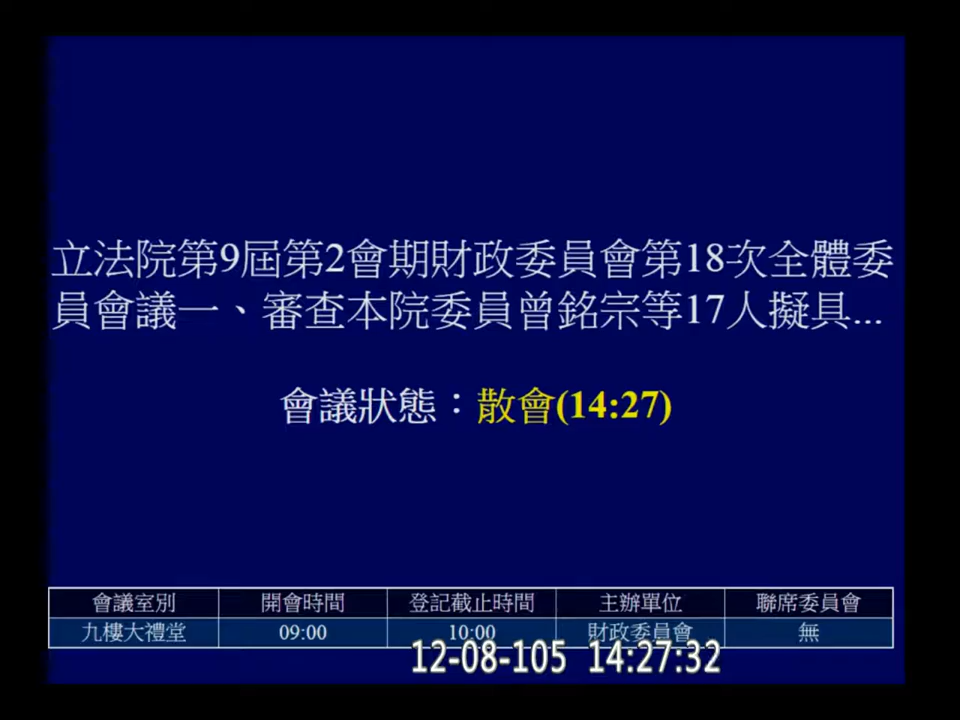 立法院第9屆第2會期財政委員會第18次全體委
員會議一、審查本院委員曾銘宗等17人擬具...
會議狀態：散會(14:27)
會議室別 開會時間 登記截止時間 主辦單位 聯席委員會
九樓大禮堂 09:00 10:00 財政委員會 無
12-08-105 14:27:32